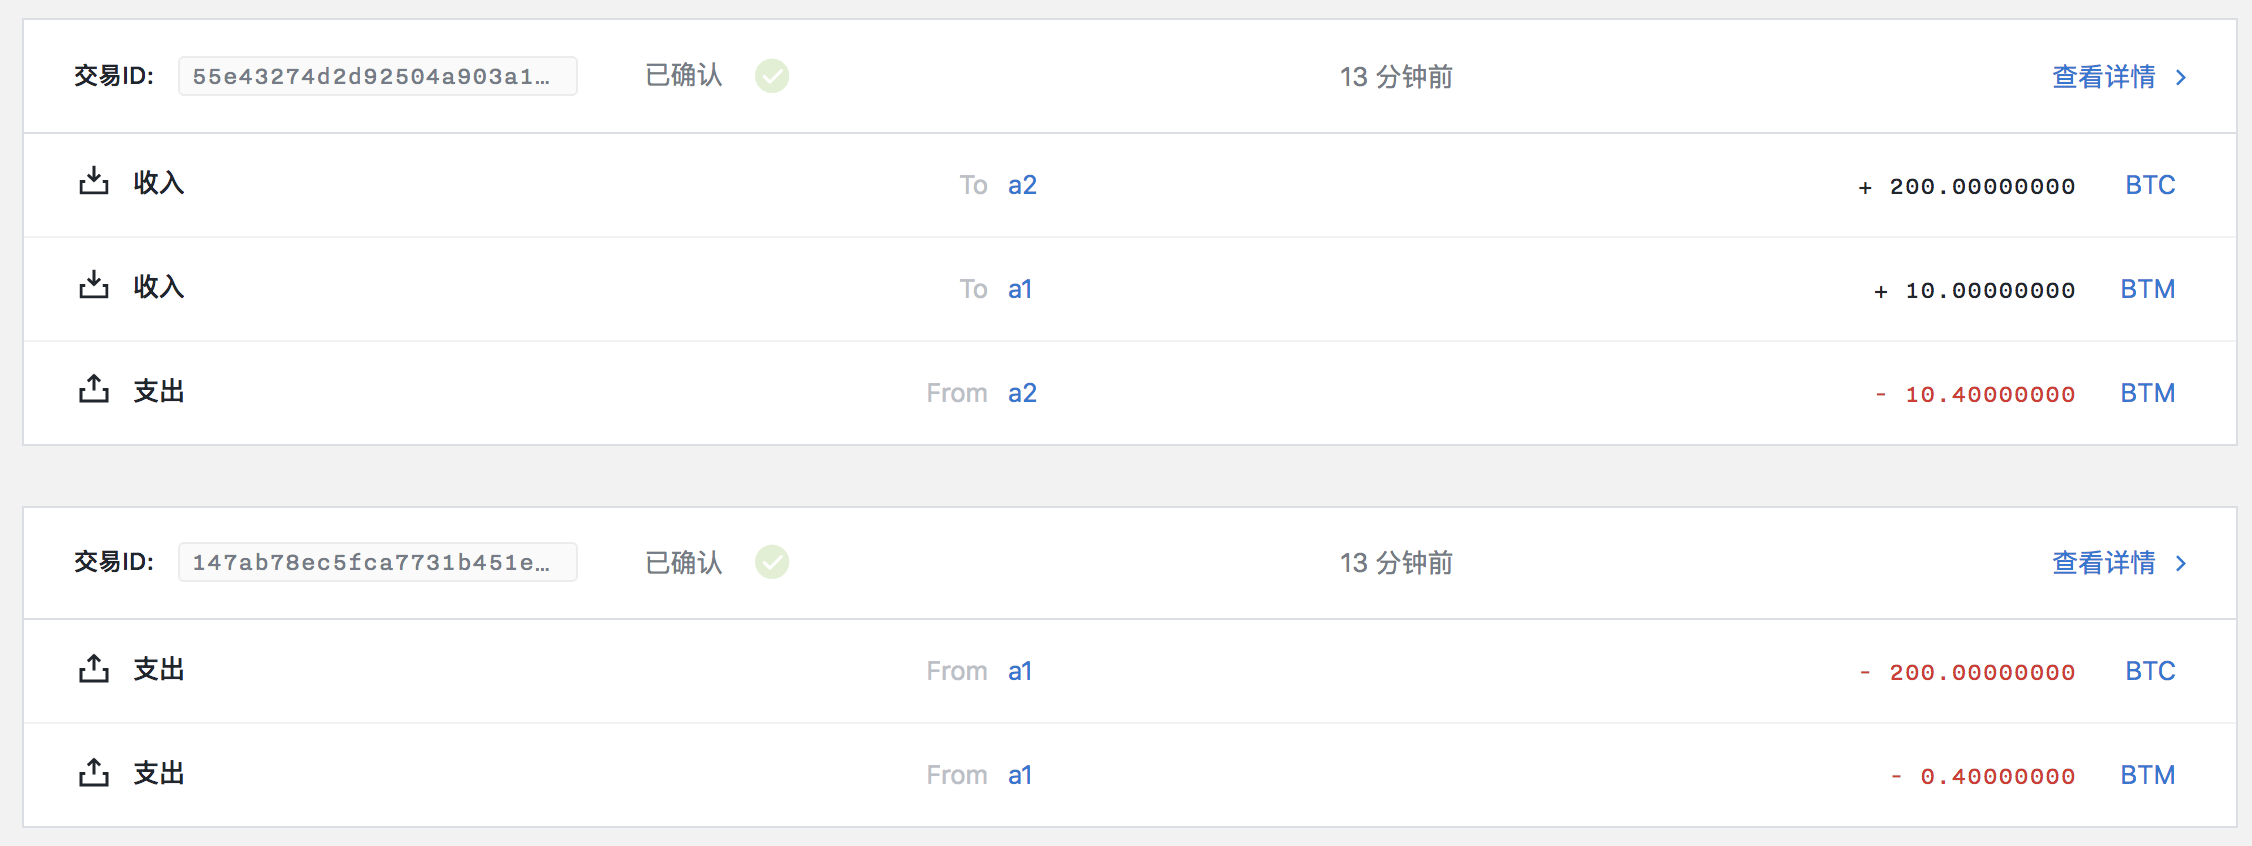 交易ID: 55e43274d2d92504a903a1... 已确认 13 分钟前 查看详情
收入 To a2 + 200.00000000 BTC
收入 To a1 + 10.00000000 BTM
支出 From a2 - 10.40000000 BTM
交易ID: 147ab78ec5fca7731b451e... 已确认 13 分钟前 查看详情
支出 From a1 - 200.00000000 BTC
支出 From a1 - 0.40000000 BTM